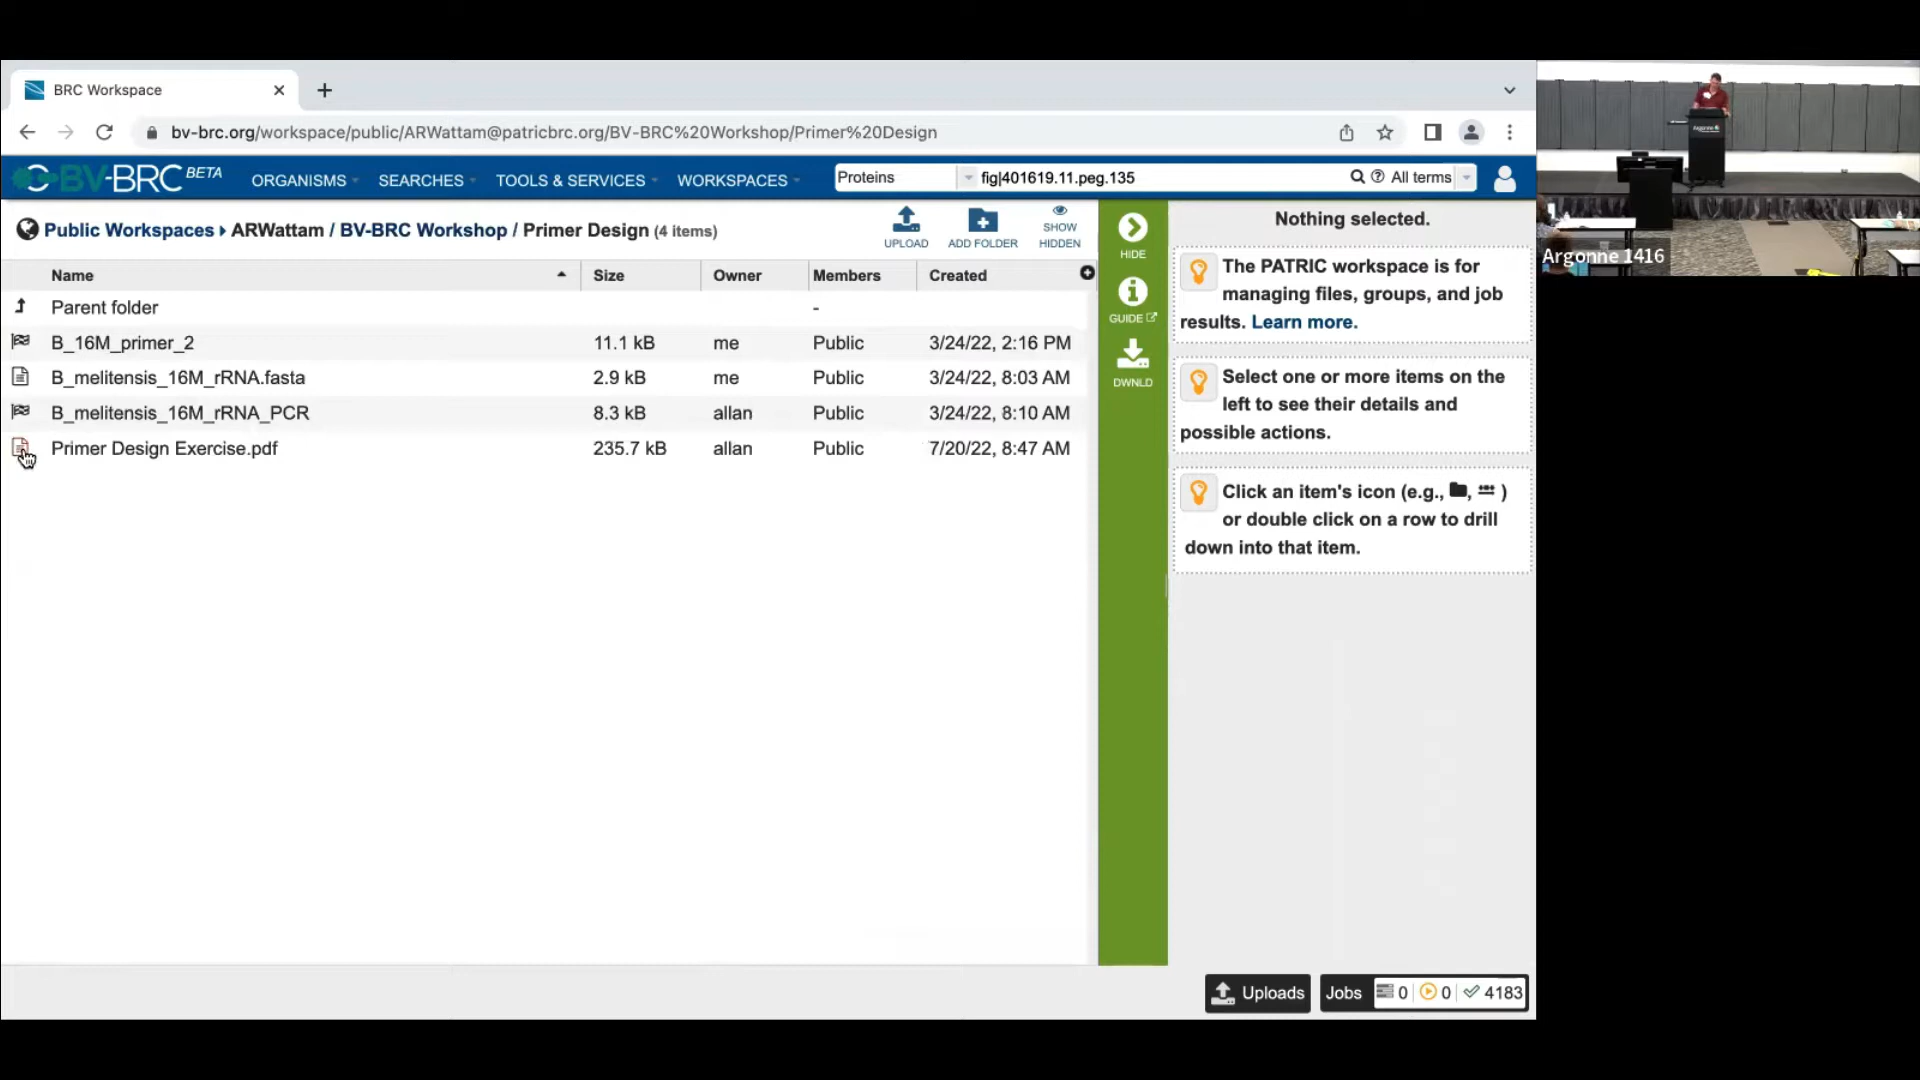 BRC Workspace
bv-brc.org/workspace/public/ARWattam@patricbrc.org/BV-BRC%20Workshop/Primer%20Design
BV-BRC BETA ORGANISMS SEARCHES TOOLS & SERVICES WORKSPACES Proteins fig|401619.11.peg.135 All terms
Public Workspaces ARWattam / BV-BRC Workshop / Primer Design (4 items)
UPLOAD ADD FOLDER SHOW HIDDEN
Name Size Owner Members Created
Parent folder -
B_16M_primer_2 11.1 kB me Public 3/24/22, 2:16 PM
B_melitensis_16M_rRNA.fasta 2.9 kB me Public 3/24/22, 8:03 AM
B_melitensis_16M_rRNA_PCR 8.3 kB allan Public 3/24/22, 8:10 AM
Primer Design Exercise.pdf 235.7 kB allan Public 7/20/22, 8:47 AM
HIDE
GUIDE
DWNLD
Nothing selected.
The PATRIC workspace is for
managing files, groups, and job
results. Learn more.
Select one or more items on the
left to see their details and
possible actions.
Click an item's icon (e.g., , )
or double click on a row to drill
down into that item.
Uploads Jobs 0 0 4183
Argonne
Argonne 1416